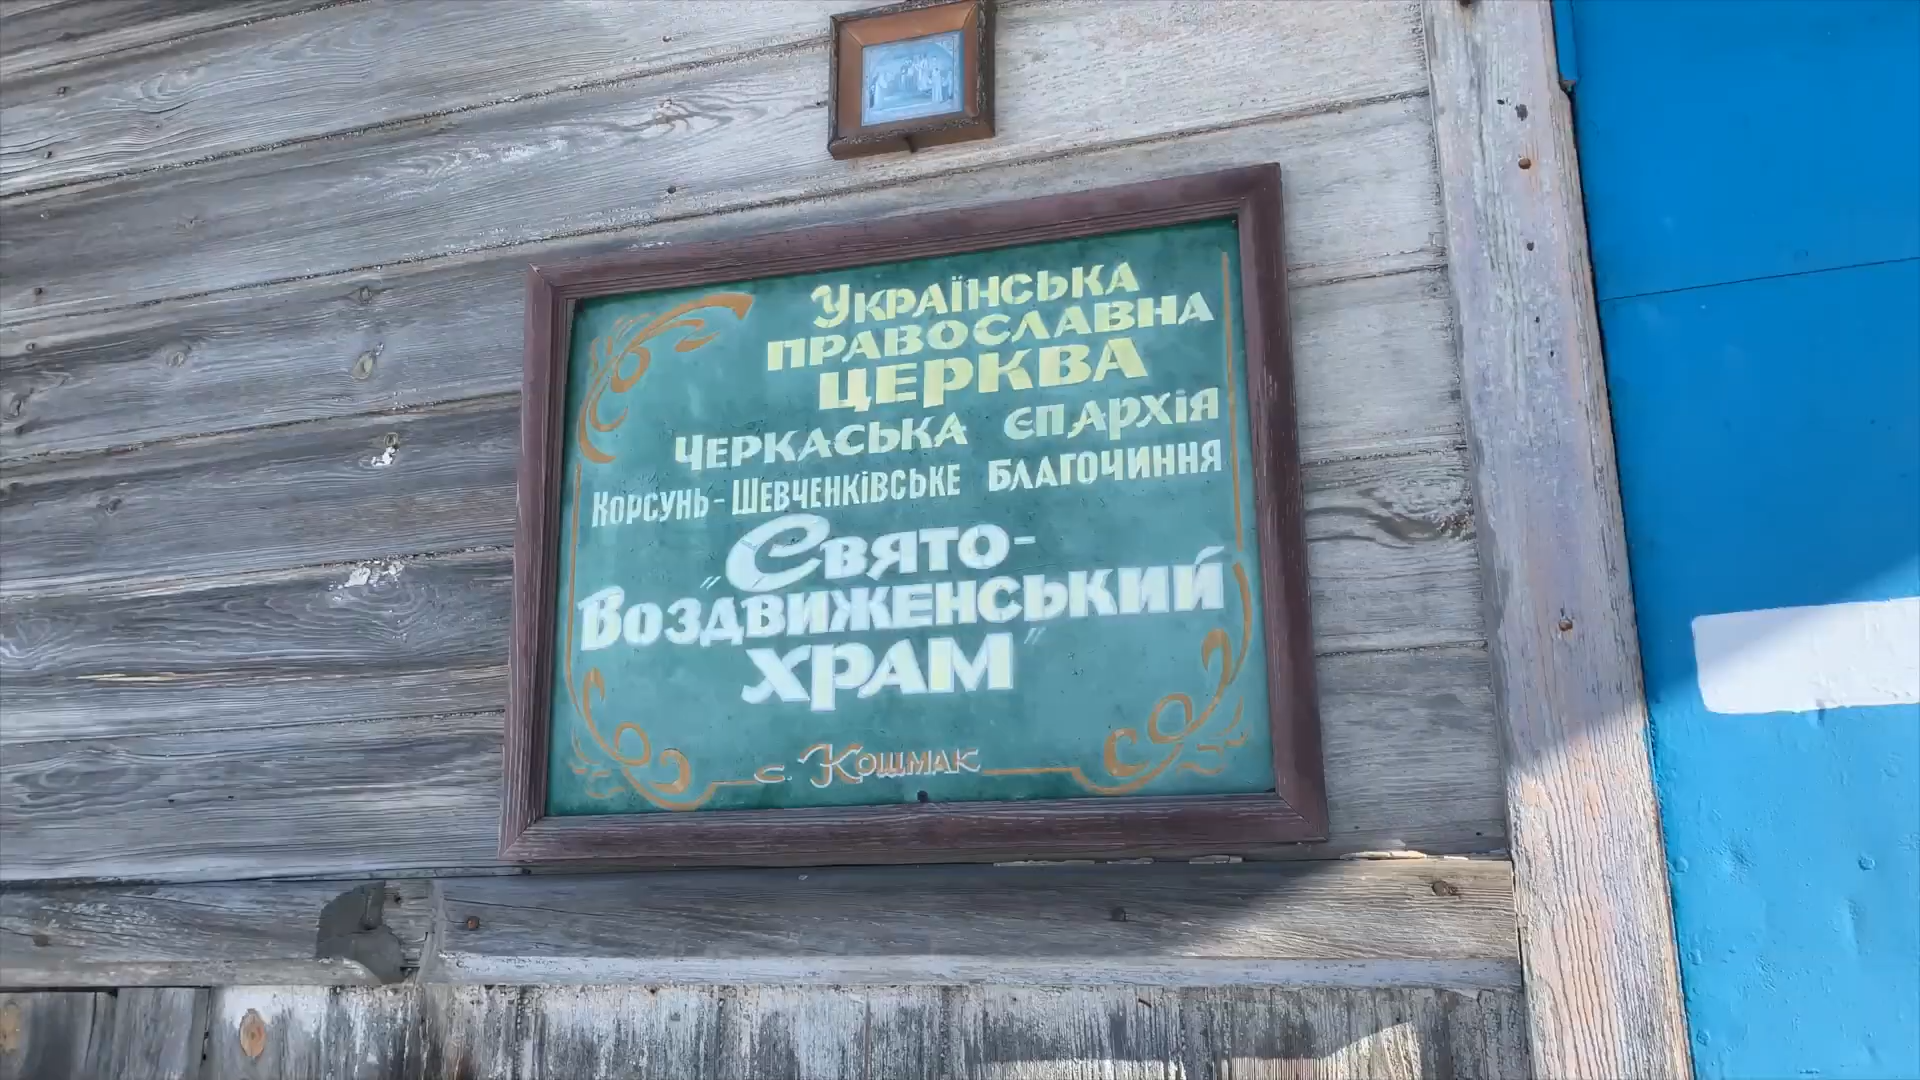 Українська
православна
церква
Черкаська єпархія
Корсунь-Шевченківське благочиння
"Свято-
Воздвиженський
храм"
с. Кошмак